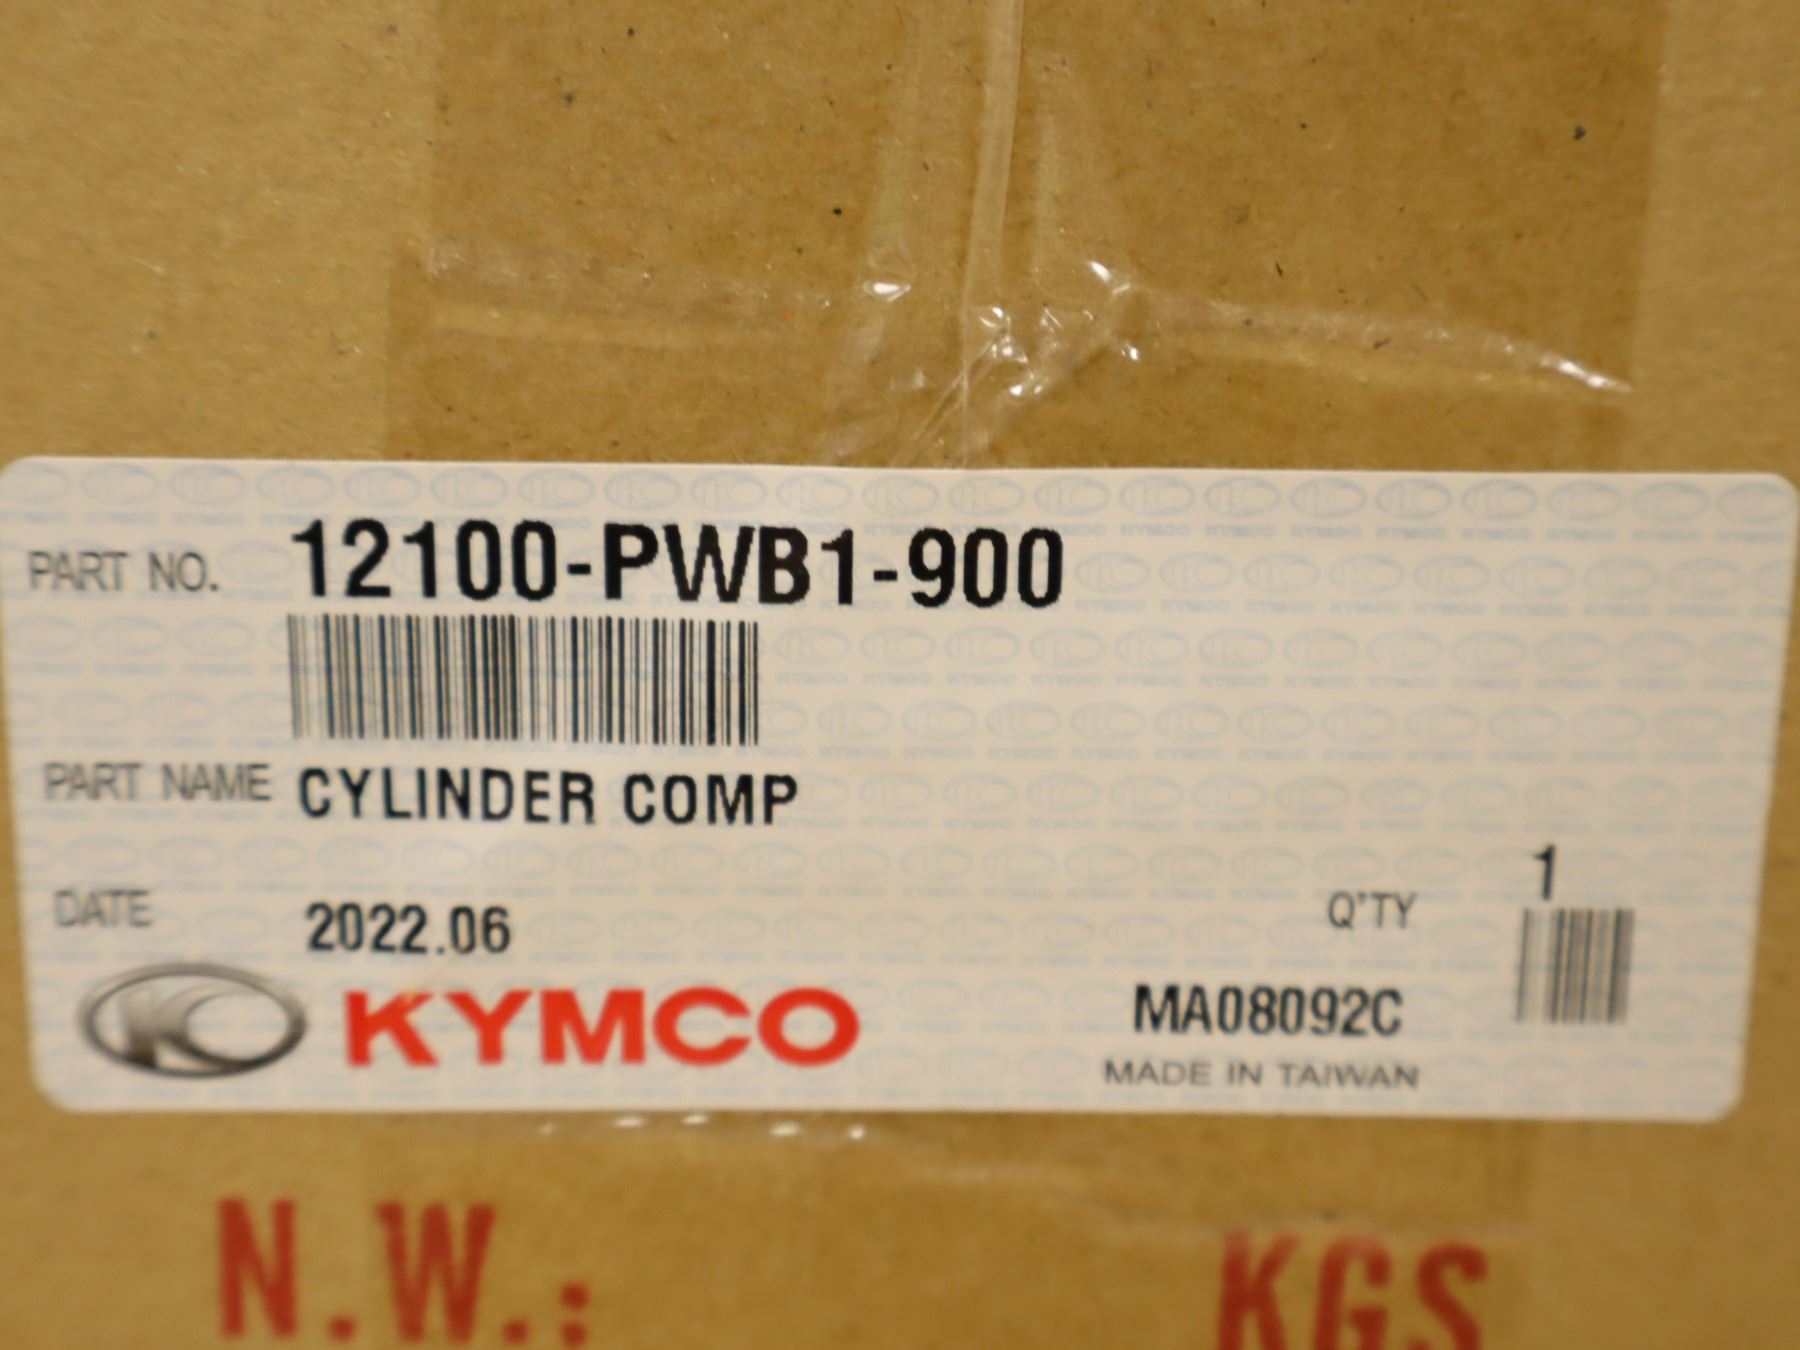 PART NO. 12100-PWB1-900
PART NAME CYLINDER COMP
DATE 2022.06 Q'TY 1
KYMCO MA08092C
MADE IN TAIWAN
N.W.: KGS